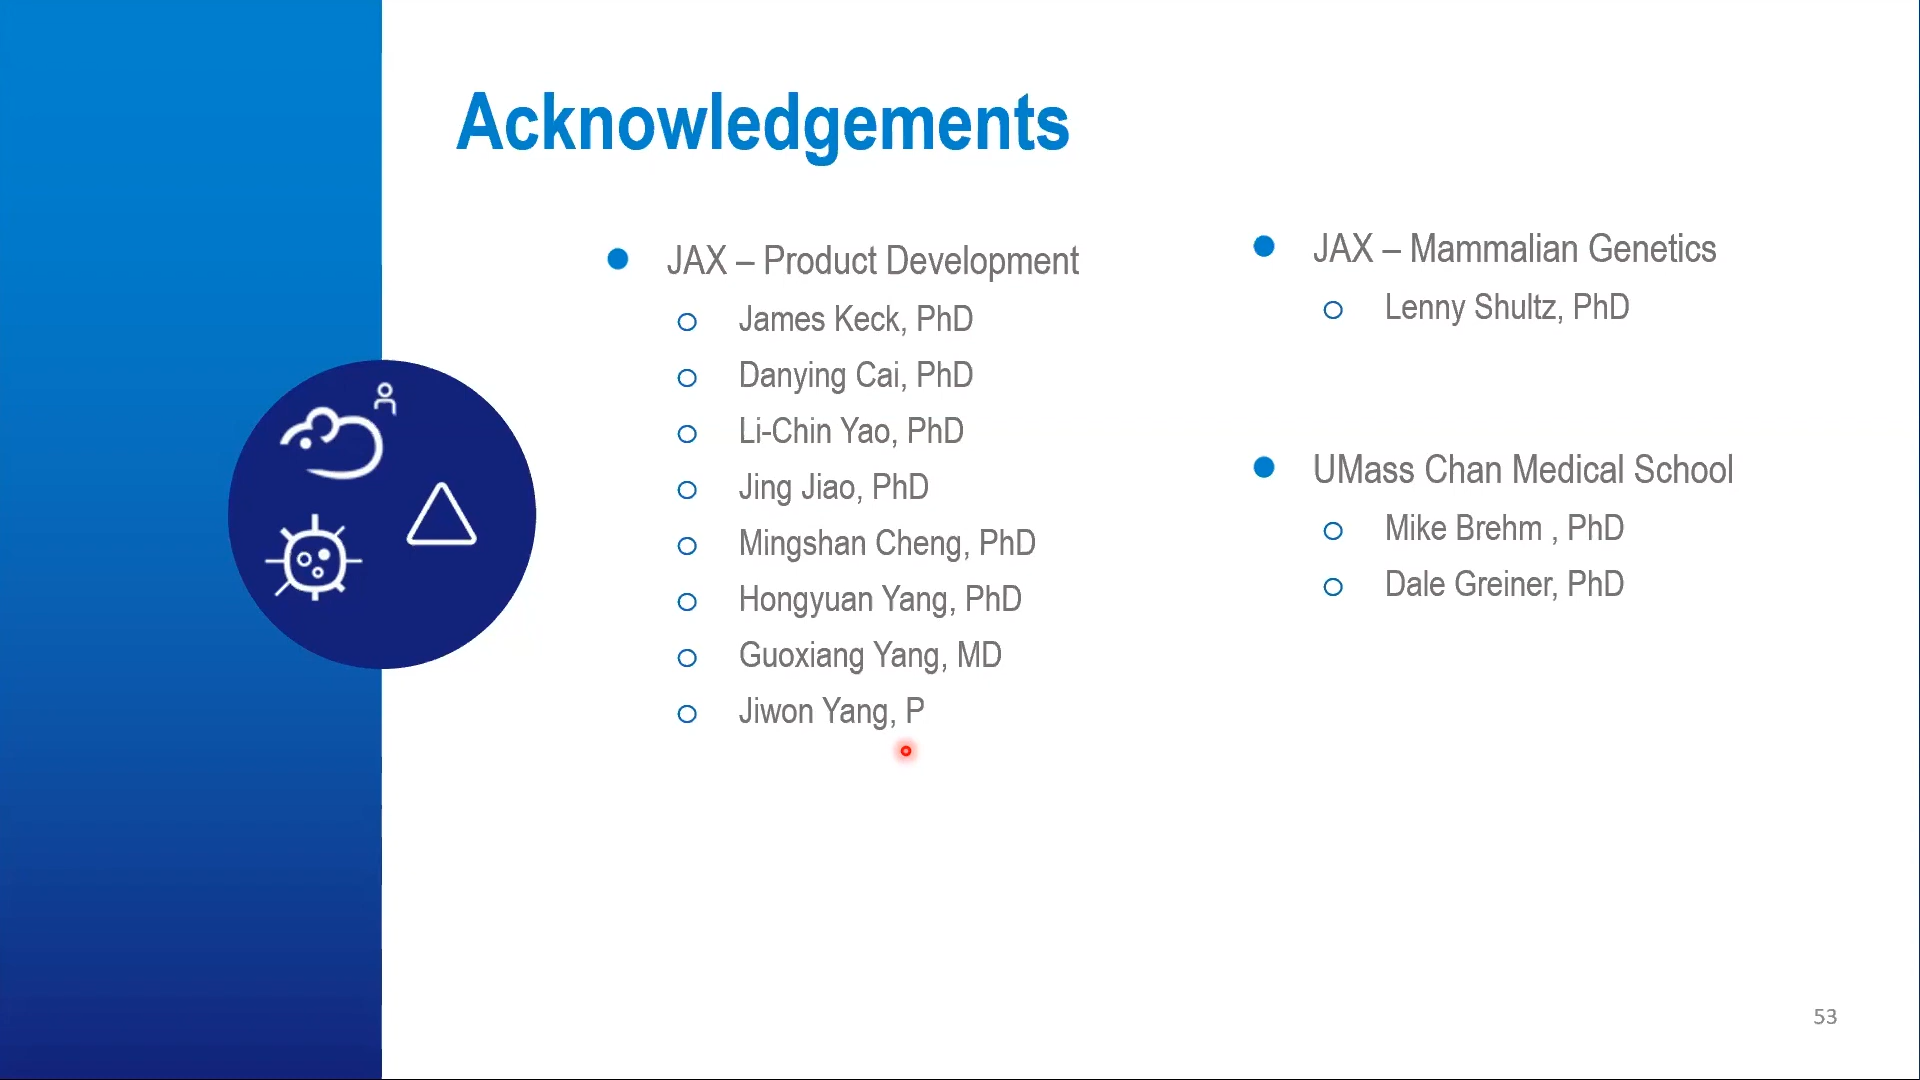 Acknowledgements
JAX – Product Development
James Keck, PhD
Danying Cai, PhD
Li-Chin Yao, PhD
Jing Jiao, PhD
Mingshan Cheng, PhD
Hongyuan Yang, PhD
Guoxiang Yang, MD
Jiwon Yang, P
JAX – Mammalian Genetics
Lenny Shultz, PhD
UMass Chan Medical School
Mike Brehm , PhD
Dale Greiner, PhD
53